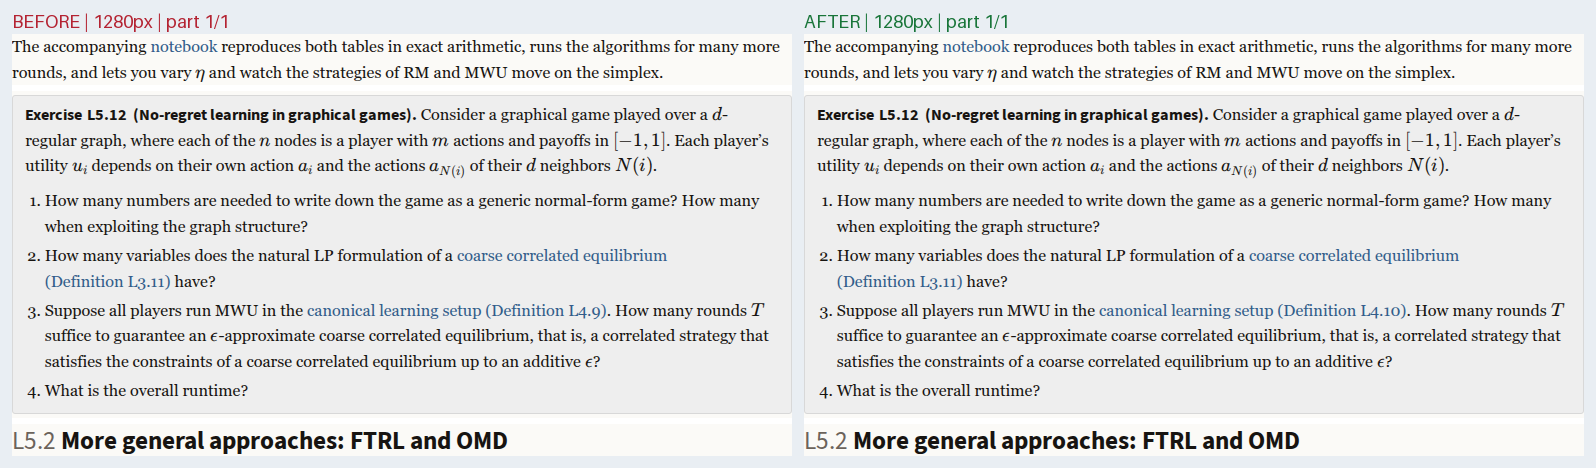 BEFORE | 1280px | part 1/1
The accompanying notebook reproduces both tables in exact arithmetic, runs the algorithms for many more
rounds, and lets you vary η and watch the strategies of RM and MWU move on the simplex.
Exercise L5.12 (No-regret learning in graphical games). Consider a graphical game played over a d-
regular graph, where each of the n nodes is a player with m actions and payoffs in [−1, 1]. Each player’s
utility u_i depends on their own action a_i and the actions a_{N(i)} of their d neighbors N(i).
1. How many numbers are needed to write down the game as a generic normal-form game? How many
when exploiting the graph structure?
2. How many variables does the natural LP formulation of a coarse correlated equilibrium
(Definition L3.11) have?
3. Suppose all players run MWU in the canonical learning setup (Definition L4.9). How many rounds T
suffice to guarantee an ϵ-approximate coarse correlated equilibrium, that is, a correlated strategy that
satisfies the constraints of a coarse correlated equilibrium up to an additive ϵ?
4. What is the overall runtime?
L5.2 More general approaches: FTRL and OMD
AFTER | 1280px | part 1/1
The accompanying notebook reproduces both tables in exact arithmetic, runs the algorithms for many more
rounds, and lets you vary η and watch the strategies of RM and MWU move on the simplex.
Exercise L5.12 (No-regret learning in graphical games). Consider a graphical game played over a d-
regular graph, where each of the n nodes is a player with m actions and payoffs in [−1, 1]. Each player’s
utility u_i depends on their own action a_i and the actions a_{N(i)} of their d neighbors N(i).
1. How many numbers are needed to write down the game as a generic normal-form game? How many
when exploiting the graph structure?
2. How many variables does the natural LP formulation of a coarse correlated equilibrium
(Definition L3.11) have?
3. Suppose all players run MWU in the canonical learning setup (Definition L4.10). How many rounds T
suffice to guarantee an ϵ-approximate coarse correlated equilibrium, that is, a correlated strategy that
satisfies the constraints of a coarse correlated equilibrium up to an additive ϵ?
4. What is the overall runtime?
L5.2 More general approaches: FTRL and OMD